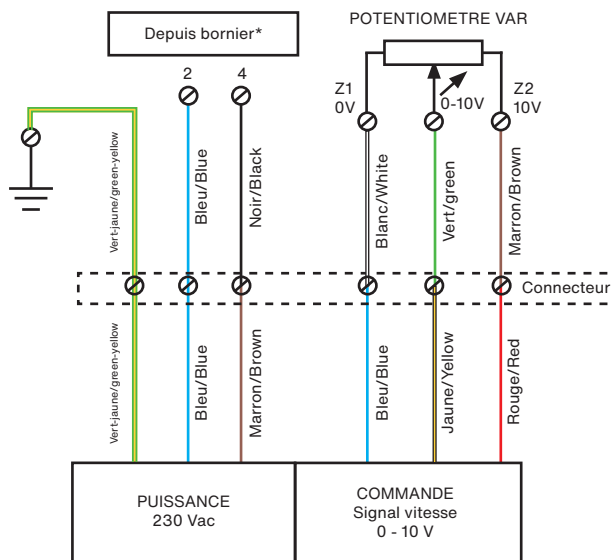 POTENTIOMETRE VAR
Depuis bornier*
2
4
Z1
0V
0-10V
Z2
10V
Vert-jaune/green-yellow
Bleu/Blue
Noir/Black
Blanc/White
Vert/green
Marron/Brown
Connecteur
Vert-jaune/green-yellow
Bleu/Blue
Marron/Brown
Bleu/Blue
Jaune/Yellow
Rouge/Red
PUISSANCE
230 Vac
COMMANDE
Signal vitesse
0 - 10 V